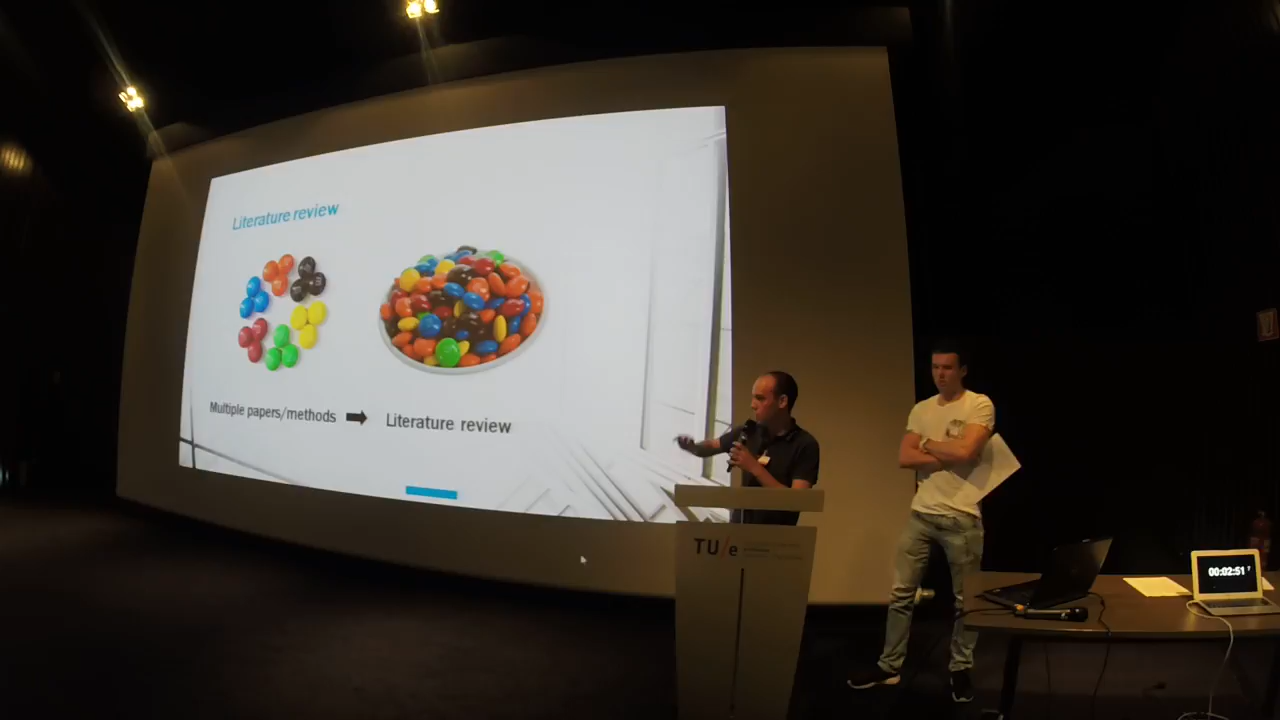 Literature review
Multiple papers/methods
Literature review
TU/e
00:02:51